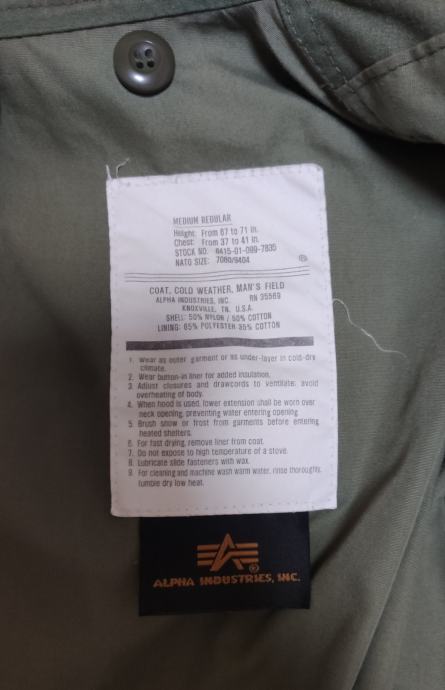 MEDIUM REGULAR
Height: From 67 to 71 in.
Chest: From 37 to 41 in.
STOCK NO. 8415-01-099-7835
NATO SIZE: 7080/9404
®
COAT, COLD WEATHER, MAN'S FIELD
ALPHA INDUSTRIES, INC. RN 35569
KNOXVILLE, TN. U.S.A.
SHELL: 50% NYLON / 50% COTTON
LINING: 65% POLYESTER 35% COTTON
1. Wear as outer garment or as under-layer in cold-dry
climate.
2. Wear button-in liner for added insulation.
3. Adjust closures and drawcords to ventilate; avoid
overheating of body.
4. When hood is used, lower extension shall be worn over
neck opening, preventing water entering opening.
5. Brush snow or frost from garments before entering
heated shelters.
6. For fast drying, remove liner from coat.
7. Do not expose to high temperature of a stove.
8. Lubricate slide fasteners with wax.
9. For cleaning and machine wash warm water, rinse thoroughly,
tumble dry low heat.
®
ALPHA INDUSTRIES, INC.